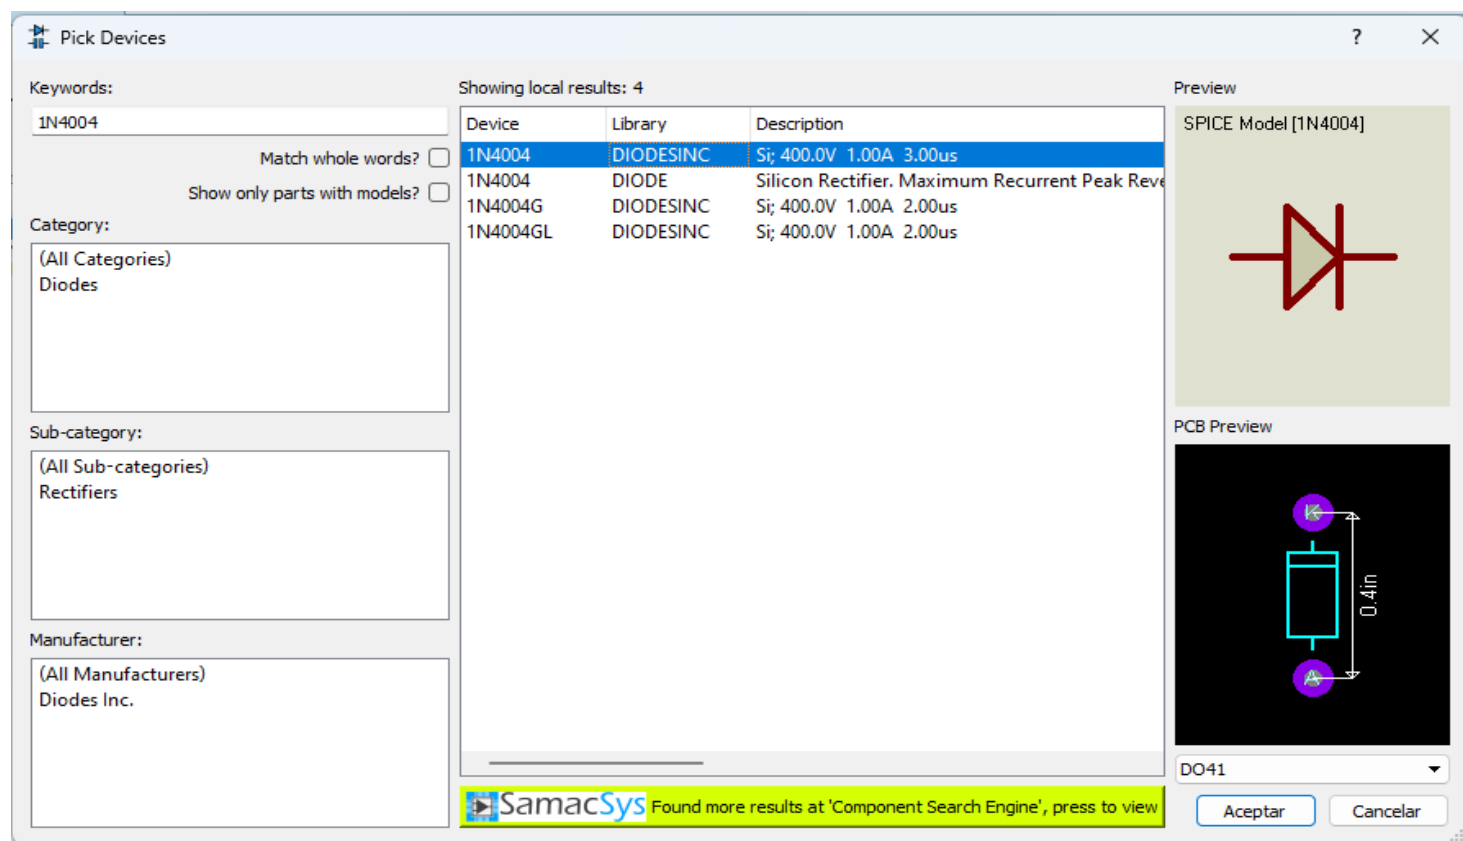 Pick Devices
?
Keywords:
1N4004
Match whole words?
Show only parts with models?
Category:
(All Categories)
Diodes
Sub-category:
(All Sub-categories)
Rectifiers
Manufacturer:
(All Manufacturers)
Diodes Inc.
Showing local results: 4
Device Library Description
1N4004 DIODESINC Si; 400.0V 1.00A 3.00us
1N4004 DIODE Silicon Rectifier. Maximum Recurrent Peak Reve
1N4004G DIODESINC Si; 400.0V 1.00A 2.00us
1N4004GL DIODESINC Si; 400.0V 1.00A 2.00us
SamacSys Found more results at 'Component Search Engine', press to view
Preview
SPICE Model [1N4004]
PCB Preview
K
0.4in
A
DO41
Aceptar Cancelar